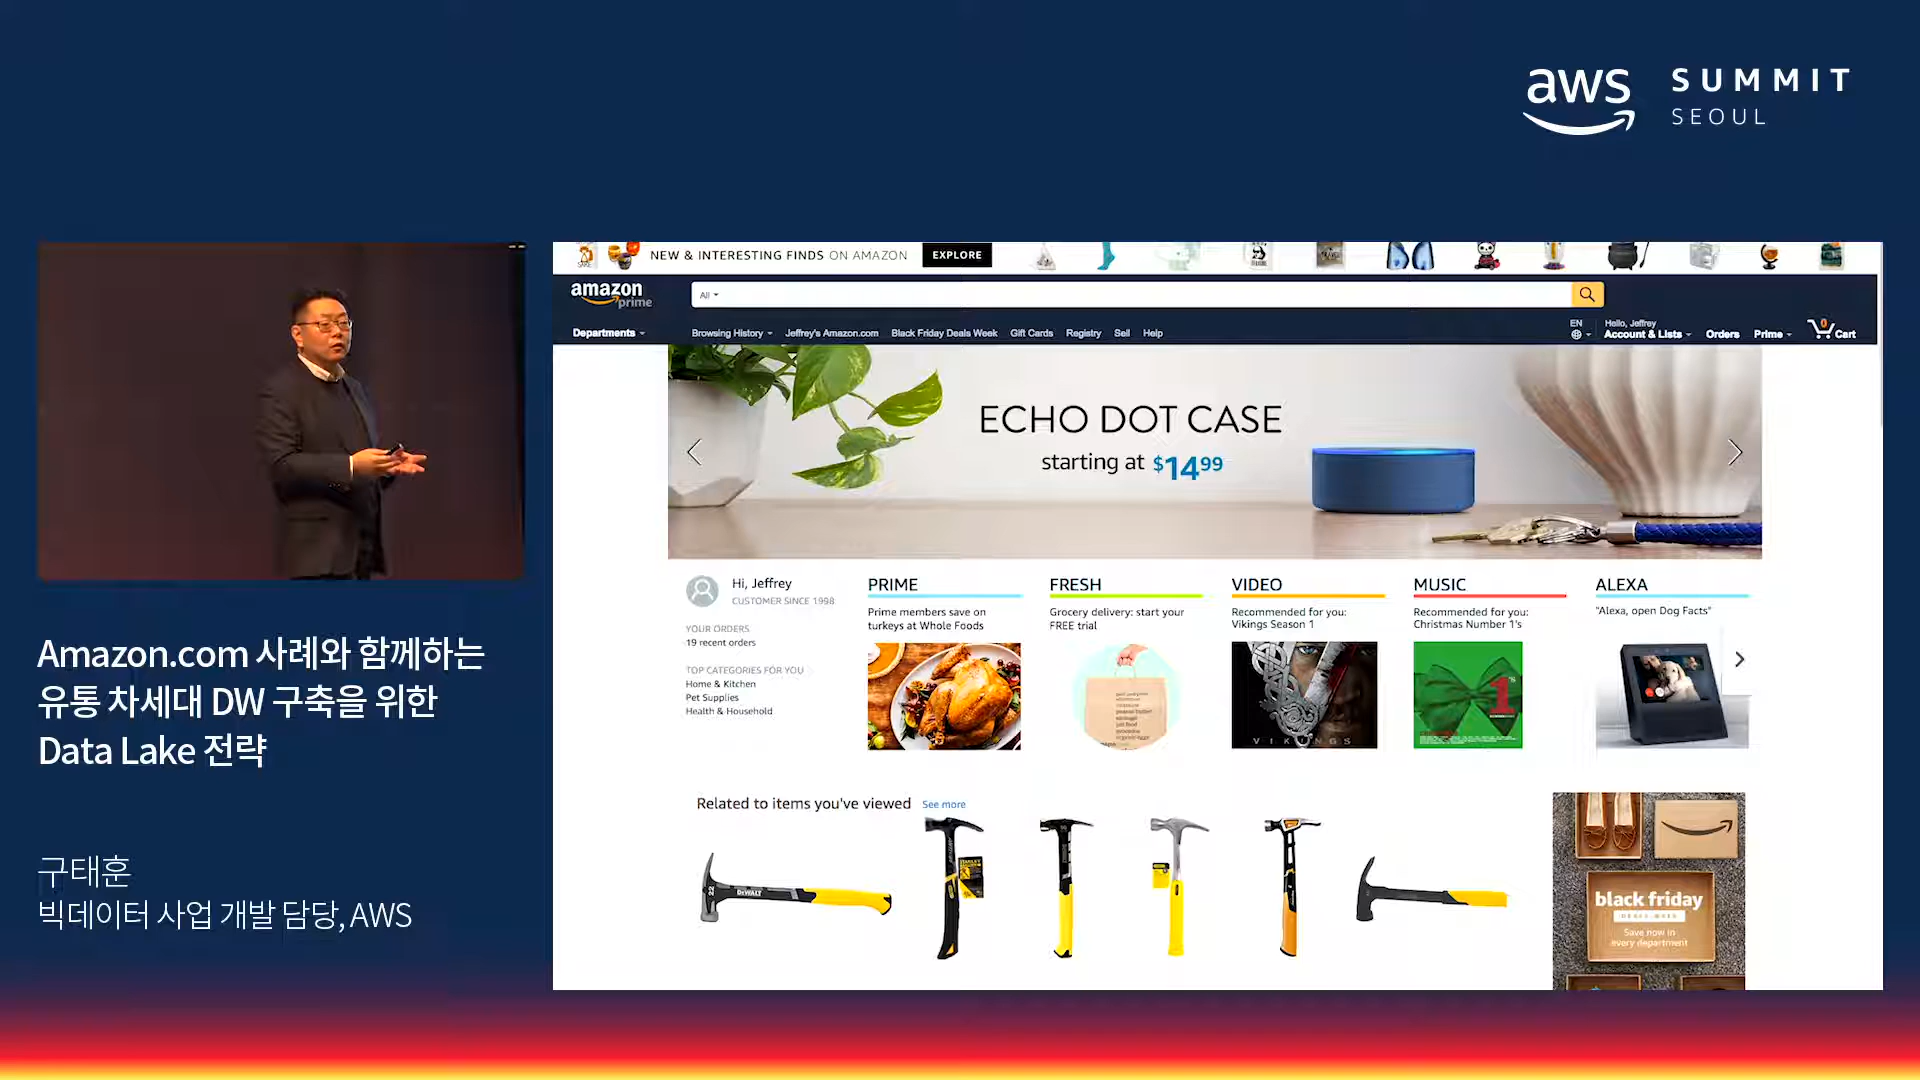 aws SUMMIT
SEOUL
Amazon.com 사례와 함께하는
유통 차세대 DW 구축을 위한
Data Lake 전략
구태훈
빅데이터 사업 개발 담당, AWS
NEW & INTERESTING FINDS ON AMAZON EXPLORE
amazon prime
All
Departments
Browsing History Jeffrey's Amazon.com Black Friday Deals Week Gift Cards Registry Sell Help
EN
Hello, Jeffrey
Account & Lists Orders Prime 0 Cart
ECHO DOT CASE
starting at $14 99
Hi, Jeffrey
CUSTOMER SINCE 1998
YOUR ORDERS
19 recent orders
TOP CATEGORIES FOR YOU
Home & Kitchen
Pet Supplies
Health & Household
PRIME
Prime members save on
turkeys at Whole Foods
FRESH
Grocery delivery: start your
FREE trial
VIDEO
Recommended for you:
Vikings Season 1
VIKINGS
MUSIC
Recommended for you:
Christmas Number 1's
1's
ALEXA
"Alexa, open Dog Facts"
Related to items you've viewed See more
22 DEWALT
black friday
DEALS WEEK
Save now in
every department